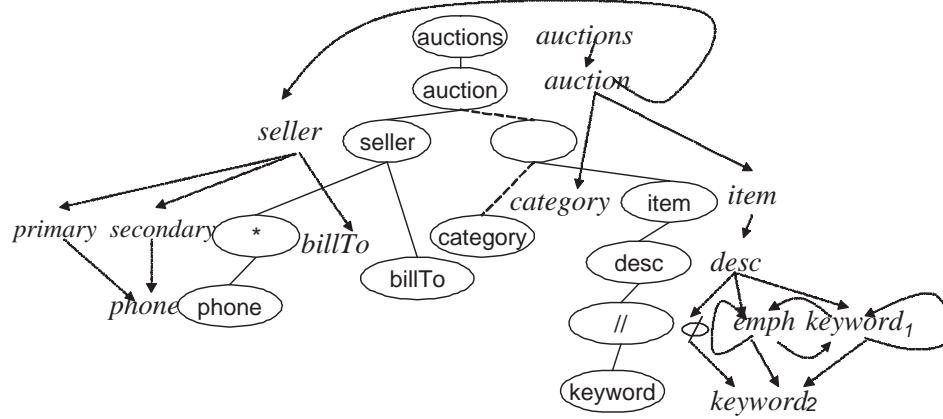 auctions auctions
auction auction
seller seller
category item item
primary secondary * billTo category
desc desc
billTo
phone phone
// ∅ emph keyword1
keyword keyword2